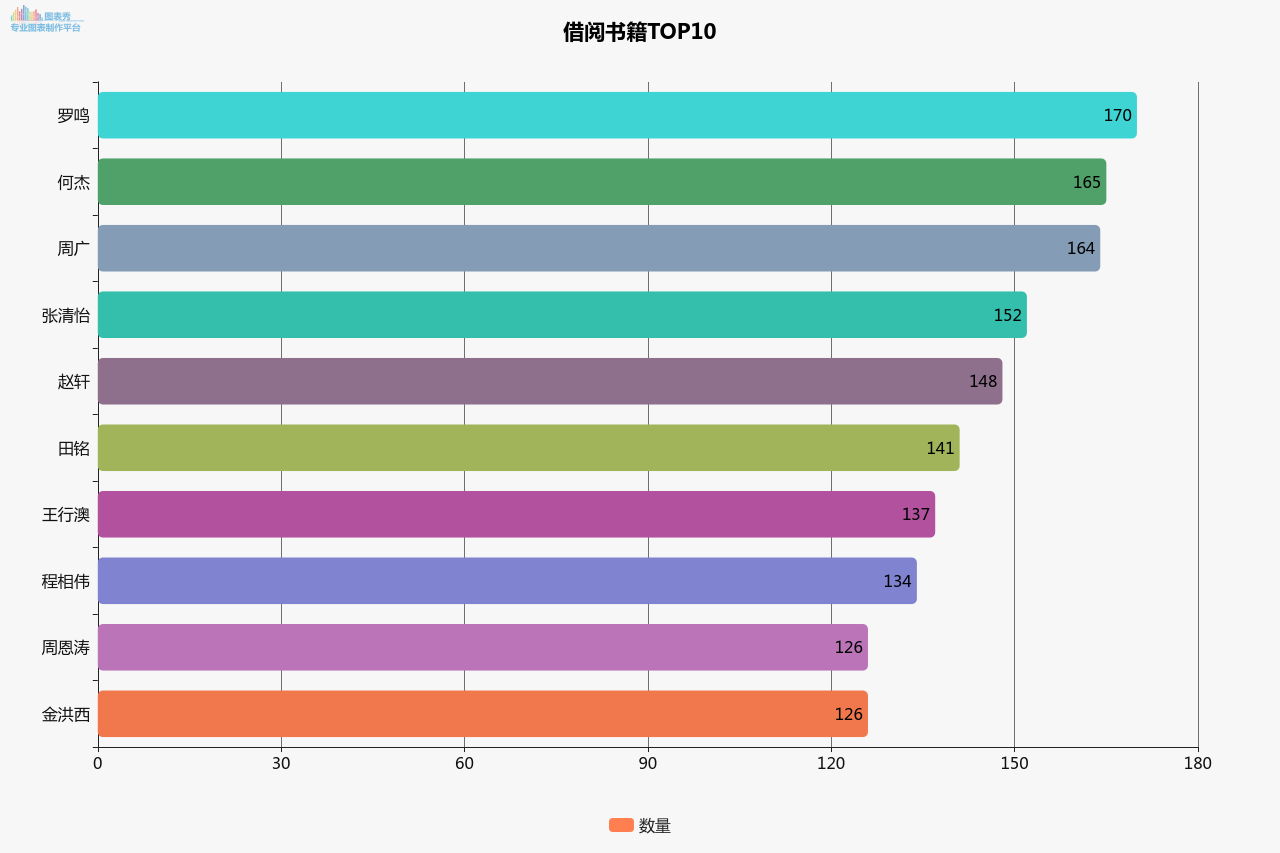 图表秀
专业图表制作平台
借阅书籍TOP10
罗鸣 170
何杰 165
周广 164
张清怡 152
赵轩 148
田铭 141
王行澳 137
程相伟 134
周恩涛 126
金洪西 126
0 30 60 90 120 150 180
数量